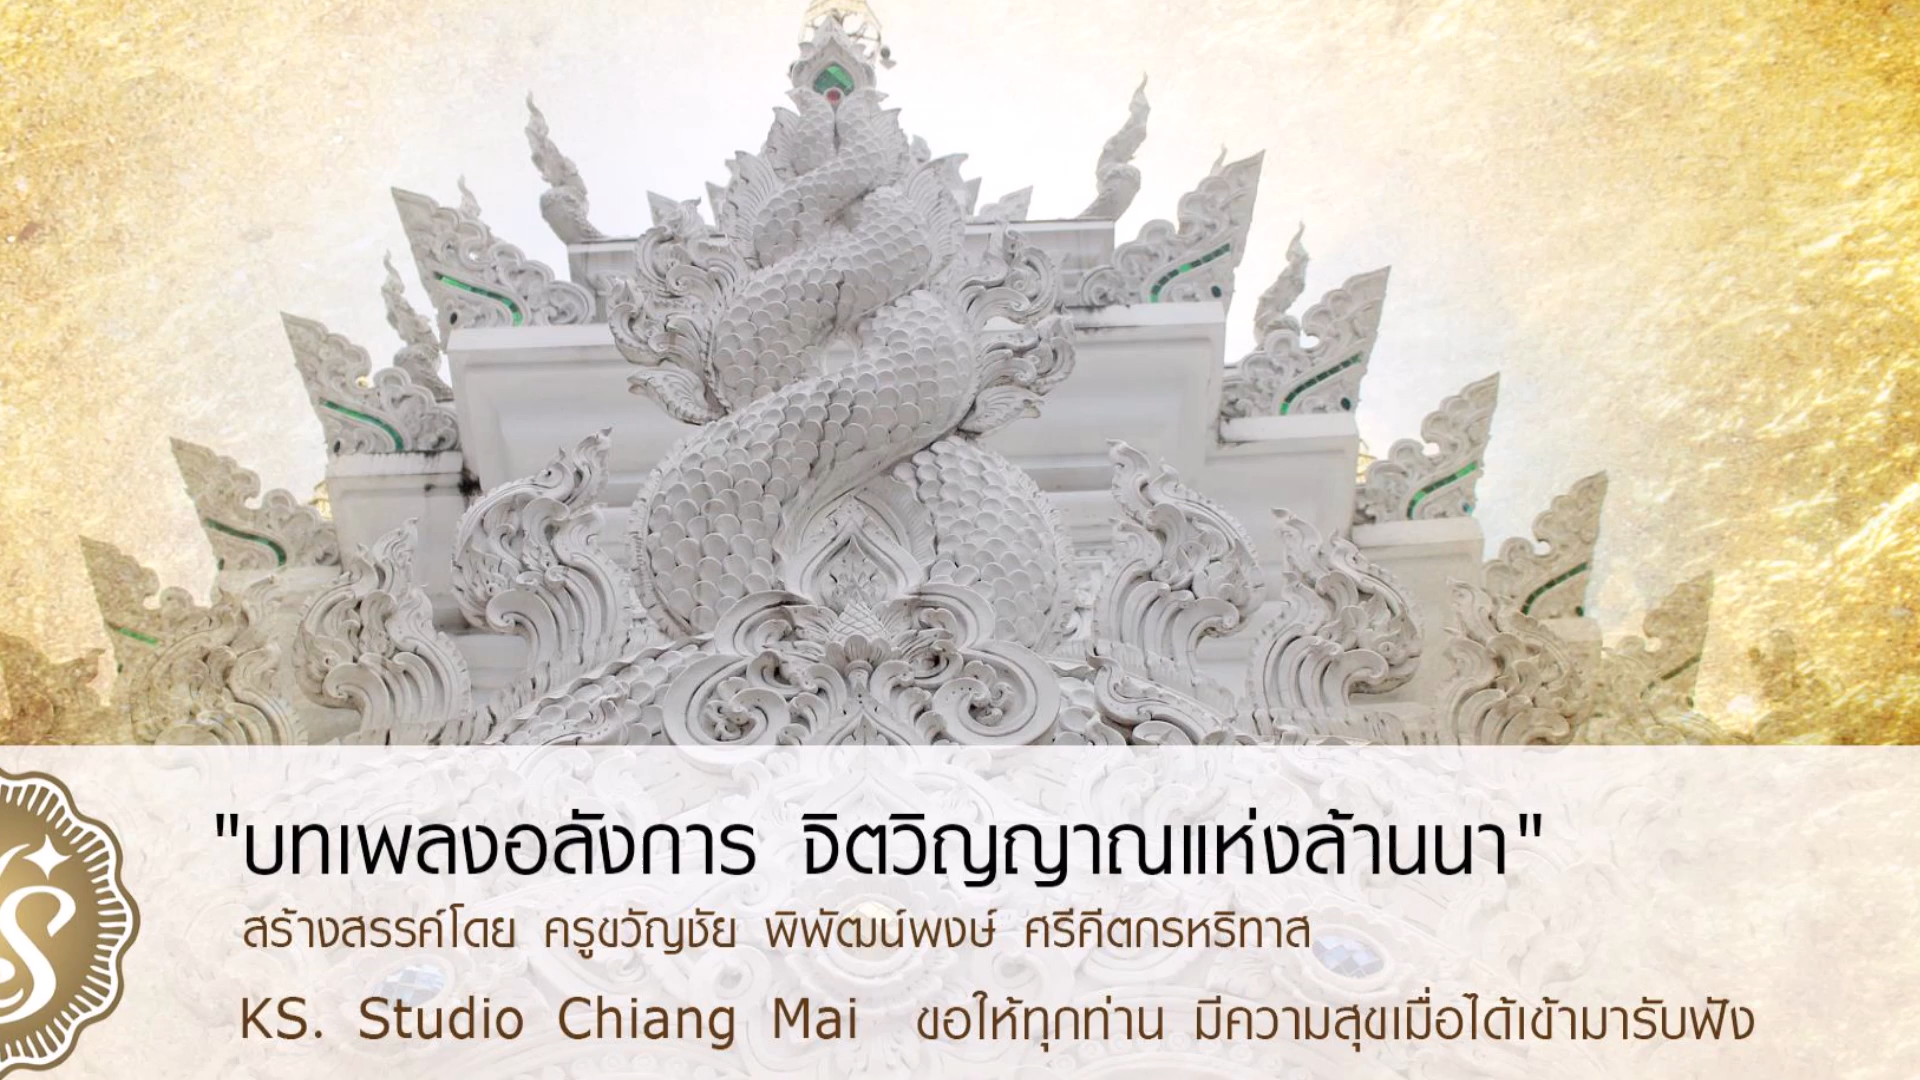 "บทเพลงอลังการ จิตวิญญาณแห่งล้านนา"
สร้างสรรค์โดย ครูขวัญชัย พิพัฒน์พงษ์ ศรีคีตกรหริทาส
KS. Studio Chiang Mai ขอให้ทุกท่าน มีความสุขเมื่อได้เข้ามารับฟัง
S